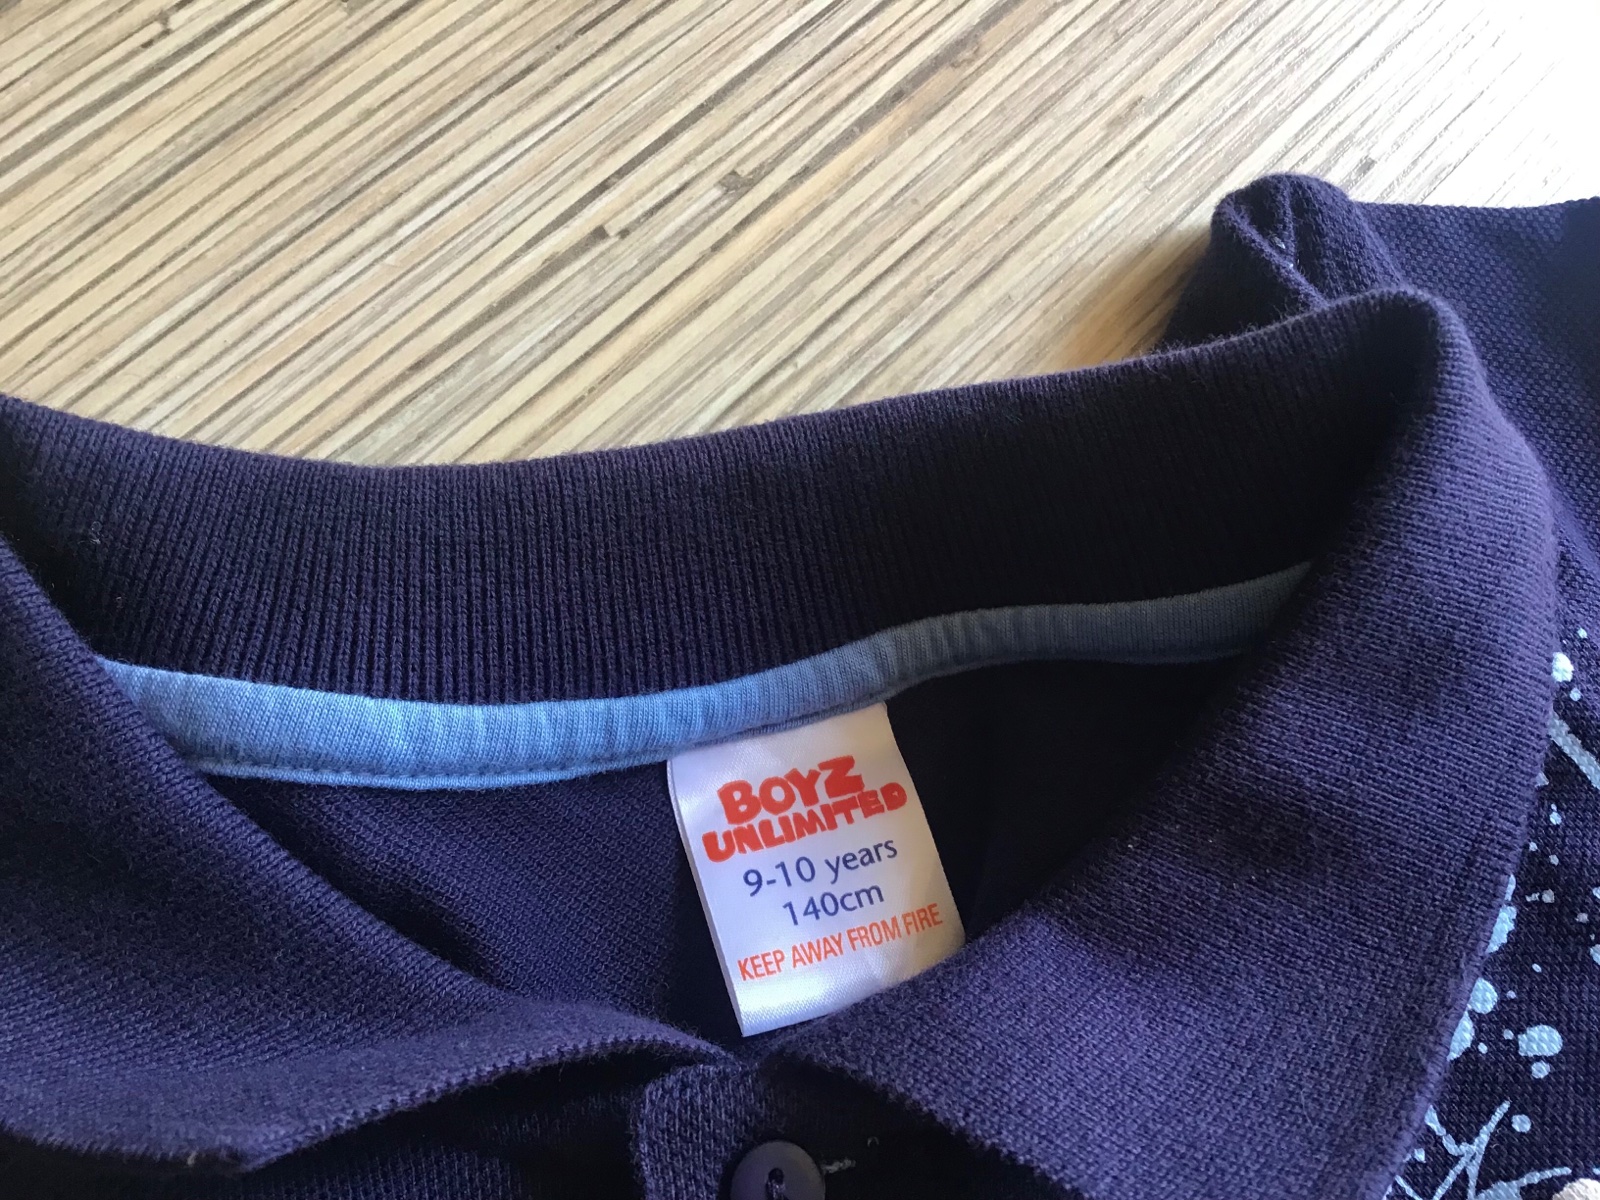 BOYZ
UNLIMITED
9-10 years
140cm
KEEP AWAY FROM FIRE